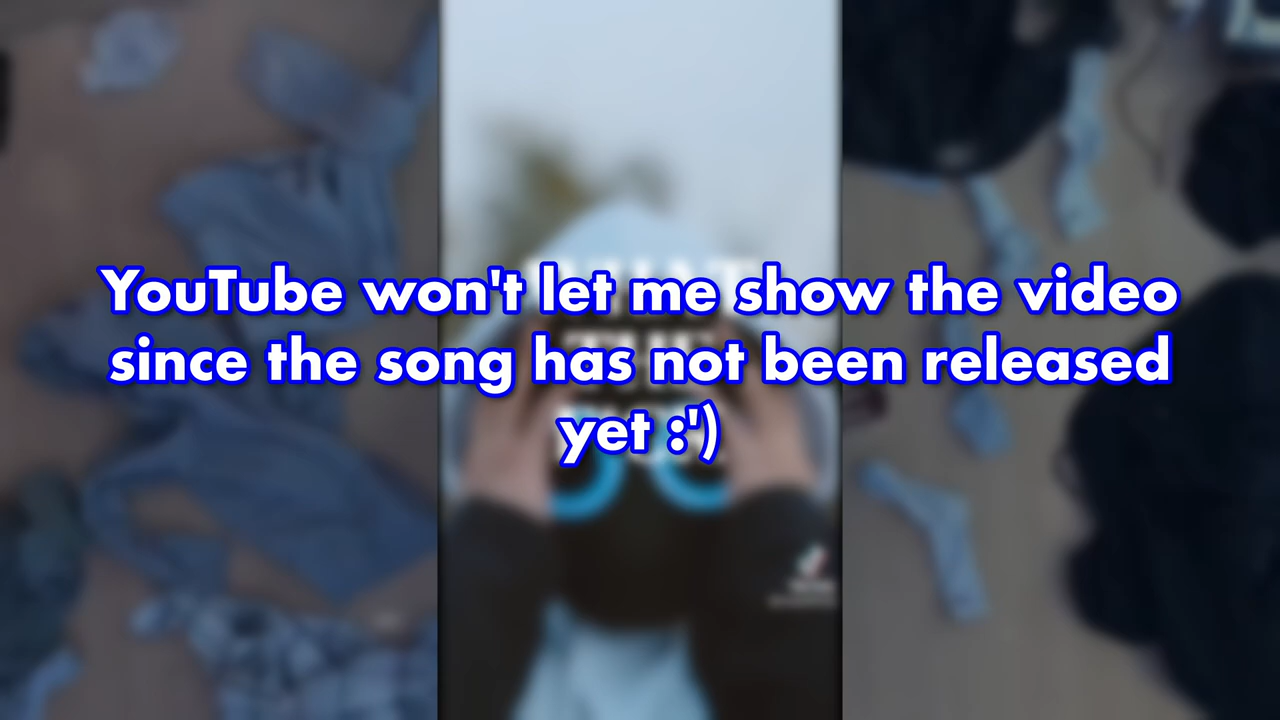 YouTube won't let me show the video
since the song has not been released
yet :')